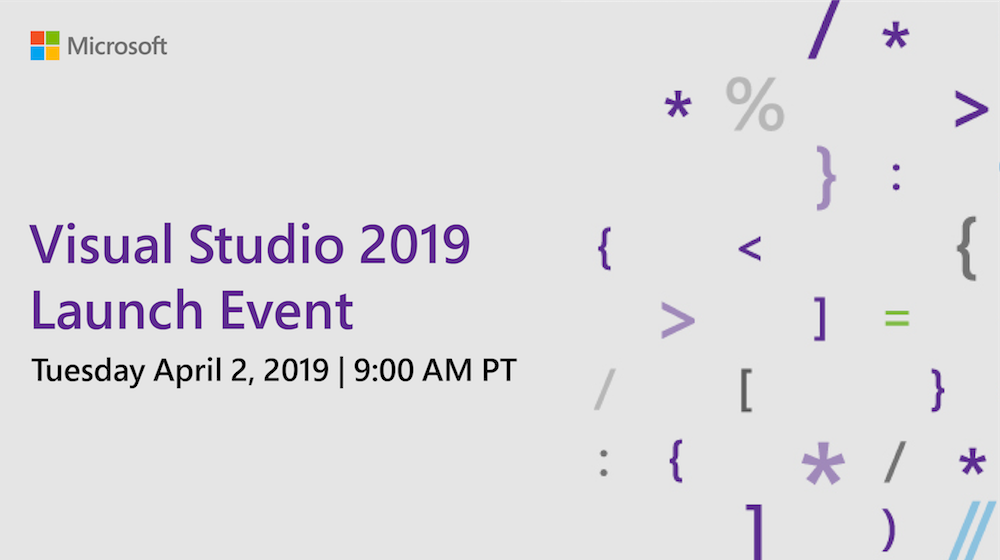 Microsoft
Visual Studio 2019
Launch Event
Tuesday April 2, 2019 | 9:00 AM PT
/ *
* % >
} :
{ < {
> ] =
/ [ }
: { * / *
] ) //